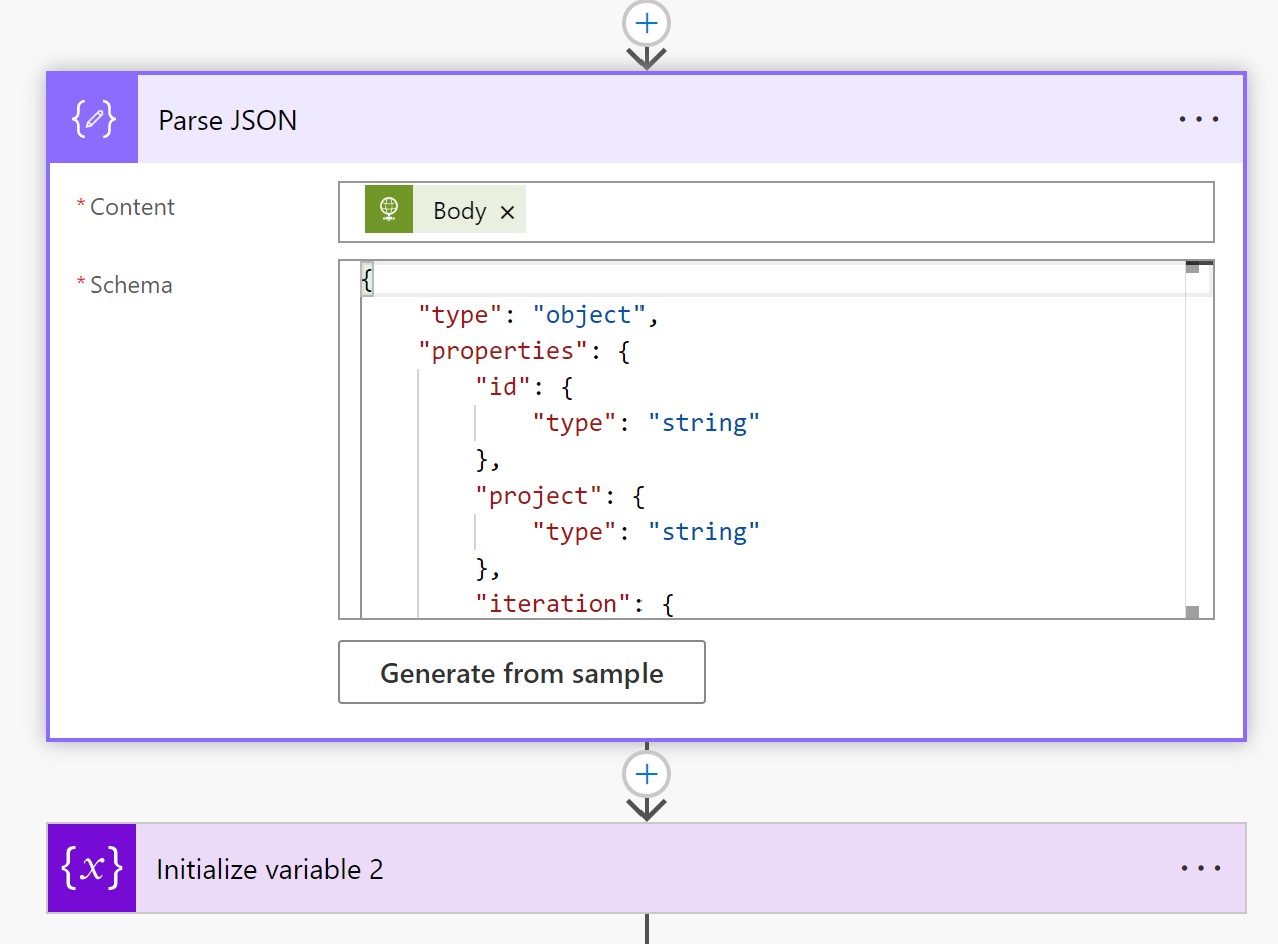 Parse JSON
* Content
Body
* Schema
{
"type": "object",
"properties": {
"id": {
"type": "string"
},
"project": {
"type": "string"
},
"iteration": {
Generate from sample
{x} Initialize variable 2